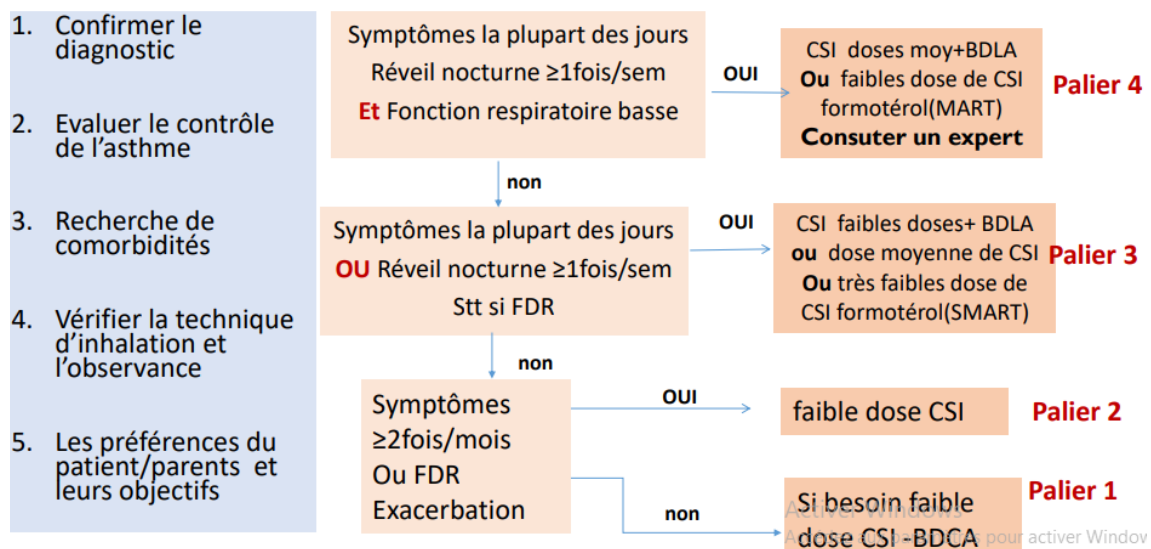 1. Confirmer le
diagnostic
2. Evaluer le contrôle
de l’asthme
3. Recherche de
comorbidités
4. Vérifier la technique
d’inhalation et
l’observance
5. Les préférences du
patient/parents et
leurs objectifs
Symptômes la plupart des jours
Réveil nocturne ≥1fois/sem
Et Fonction respiratoire basse
OUI
CSI doses moy+BDLA
Ou faibles dose de CSI
formotérol(MART)
Consuter un expert
Palier 4
non
Symptômes la plupart des jours
OU Réveil nocturne ≥1fois/sem
Stt si FDR
OUI
CSI faibles doses+ BDLA
ou dose moyenne de CSI
Ou très faibles dose de
CSI formotérol(SMART)
Palier 3
non
Symptômes
≥2fois/mois
Ou FDR
Exacerbation
OUI
faible dose CSI
Palier 2
non
Si besoin faible
dose CSI -BDCA
Palier 1
Activer Windows
pour activer Window